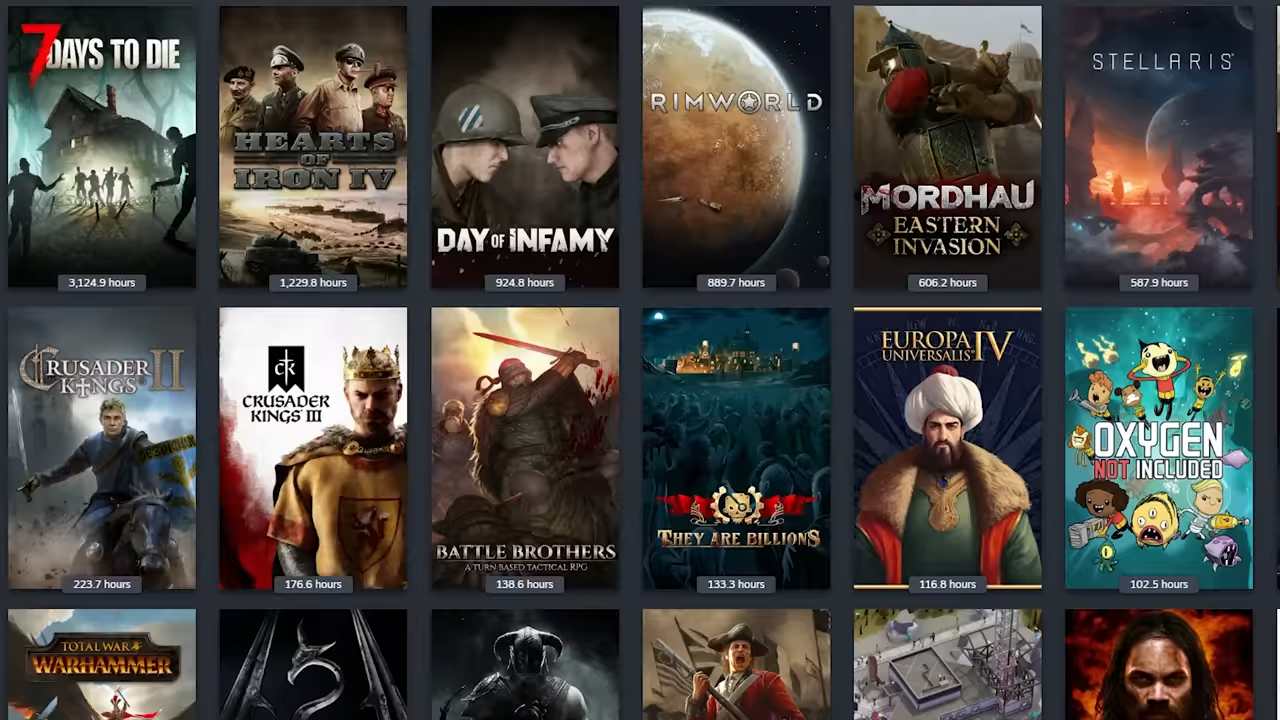 7 DAYS TO DIE
3,124.9 hours
HEARTS
OF
IRON IV
1,229.8 hours
DAY OF INFAMY
924.8 hours
RIMWORLD
889.7 hours
MORDHAU
EASTERN
INVASION
606.2 hours
STELLARIS
587.9 hours
CRUSADER
KINGS II
223.7 hours
ck
CRUSADER
KINGS III
176.6 hours
BATTLE BROTHERS
A TURN BASED TACTICAL RPG
138.6 hours
THEY ARE BILLIONS
133.3 hours
EUROPA
UNIVERSALIS IV
116.8 hours
OXYGEN
NOT INCLUDED
102.5 hours
TOTAL WAR
WARHAMMER